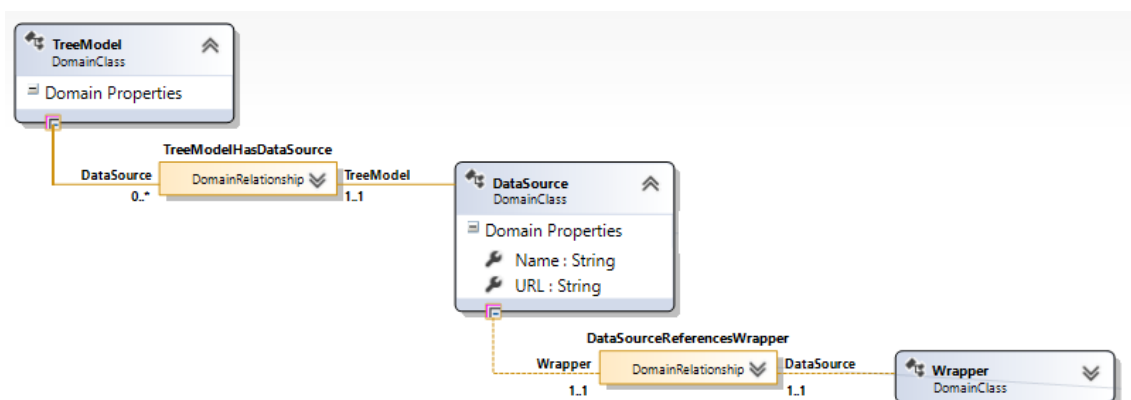 TreeModel
DomainClass
Domain Properties
TreeModelHasDataSource
DataSource
DomainRelationship
TreeModel
0..*
1..1
DataSource
DomainClass
Domain Properties
Name : String
URL : String
DataSourceReferencesWrapper
Wrapper
DomainRelationship
DataSource
1..1
1..1
Wrapper
DomainClass